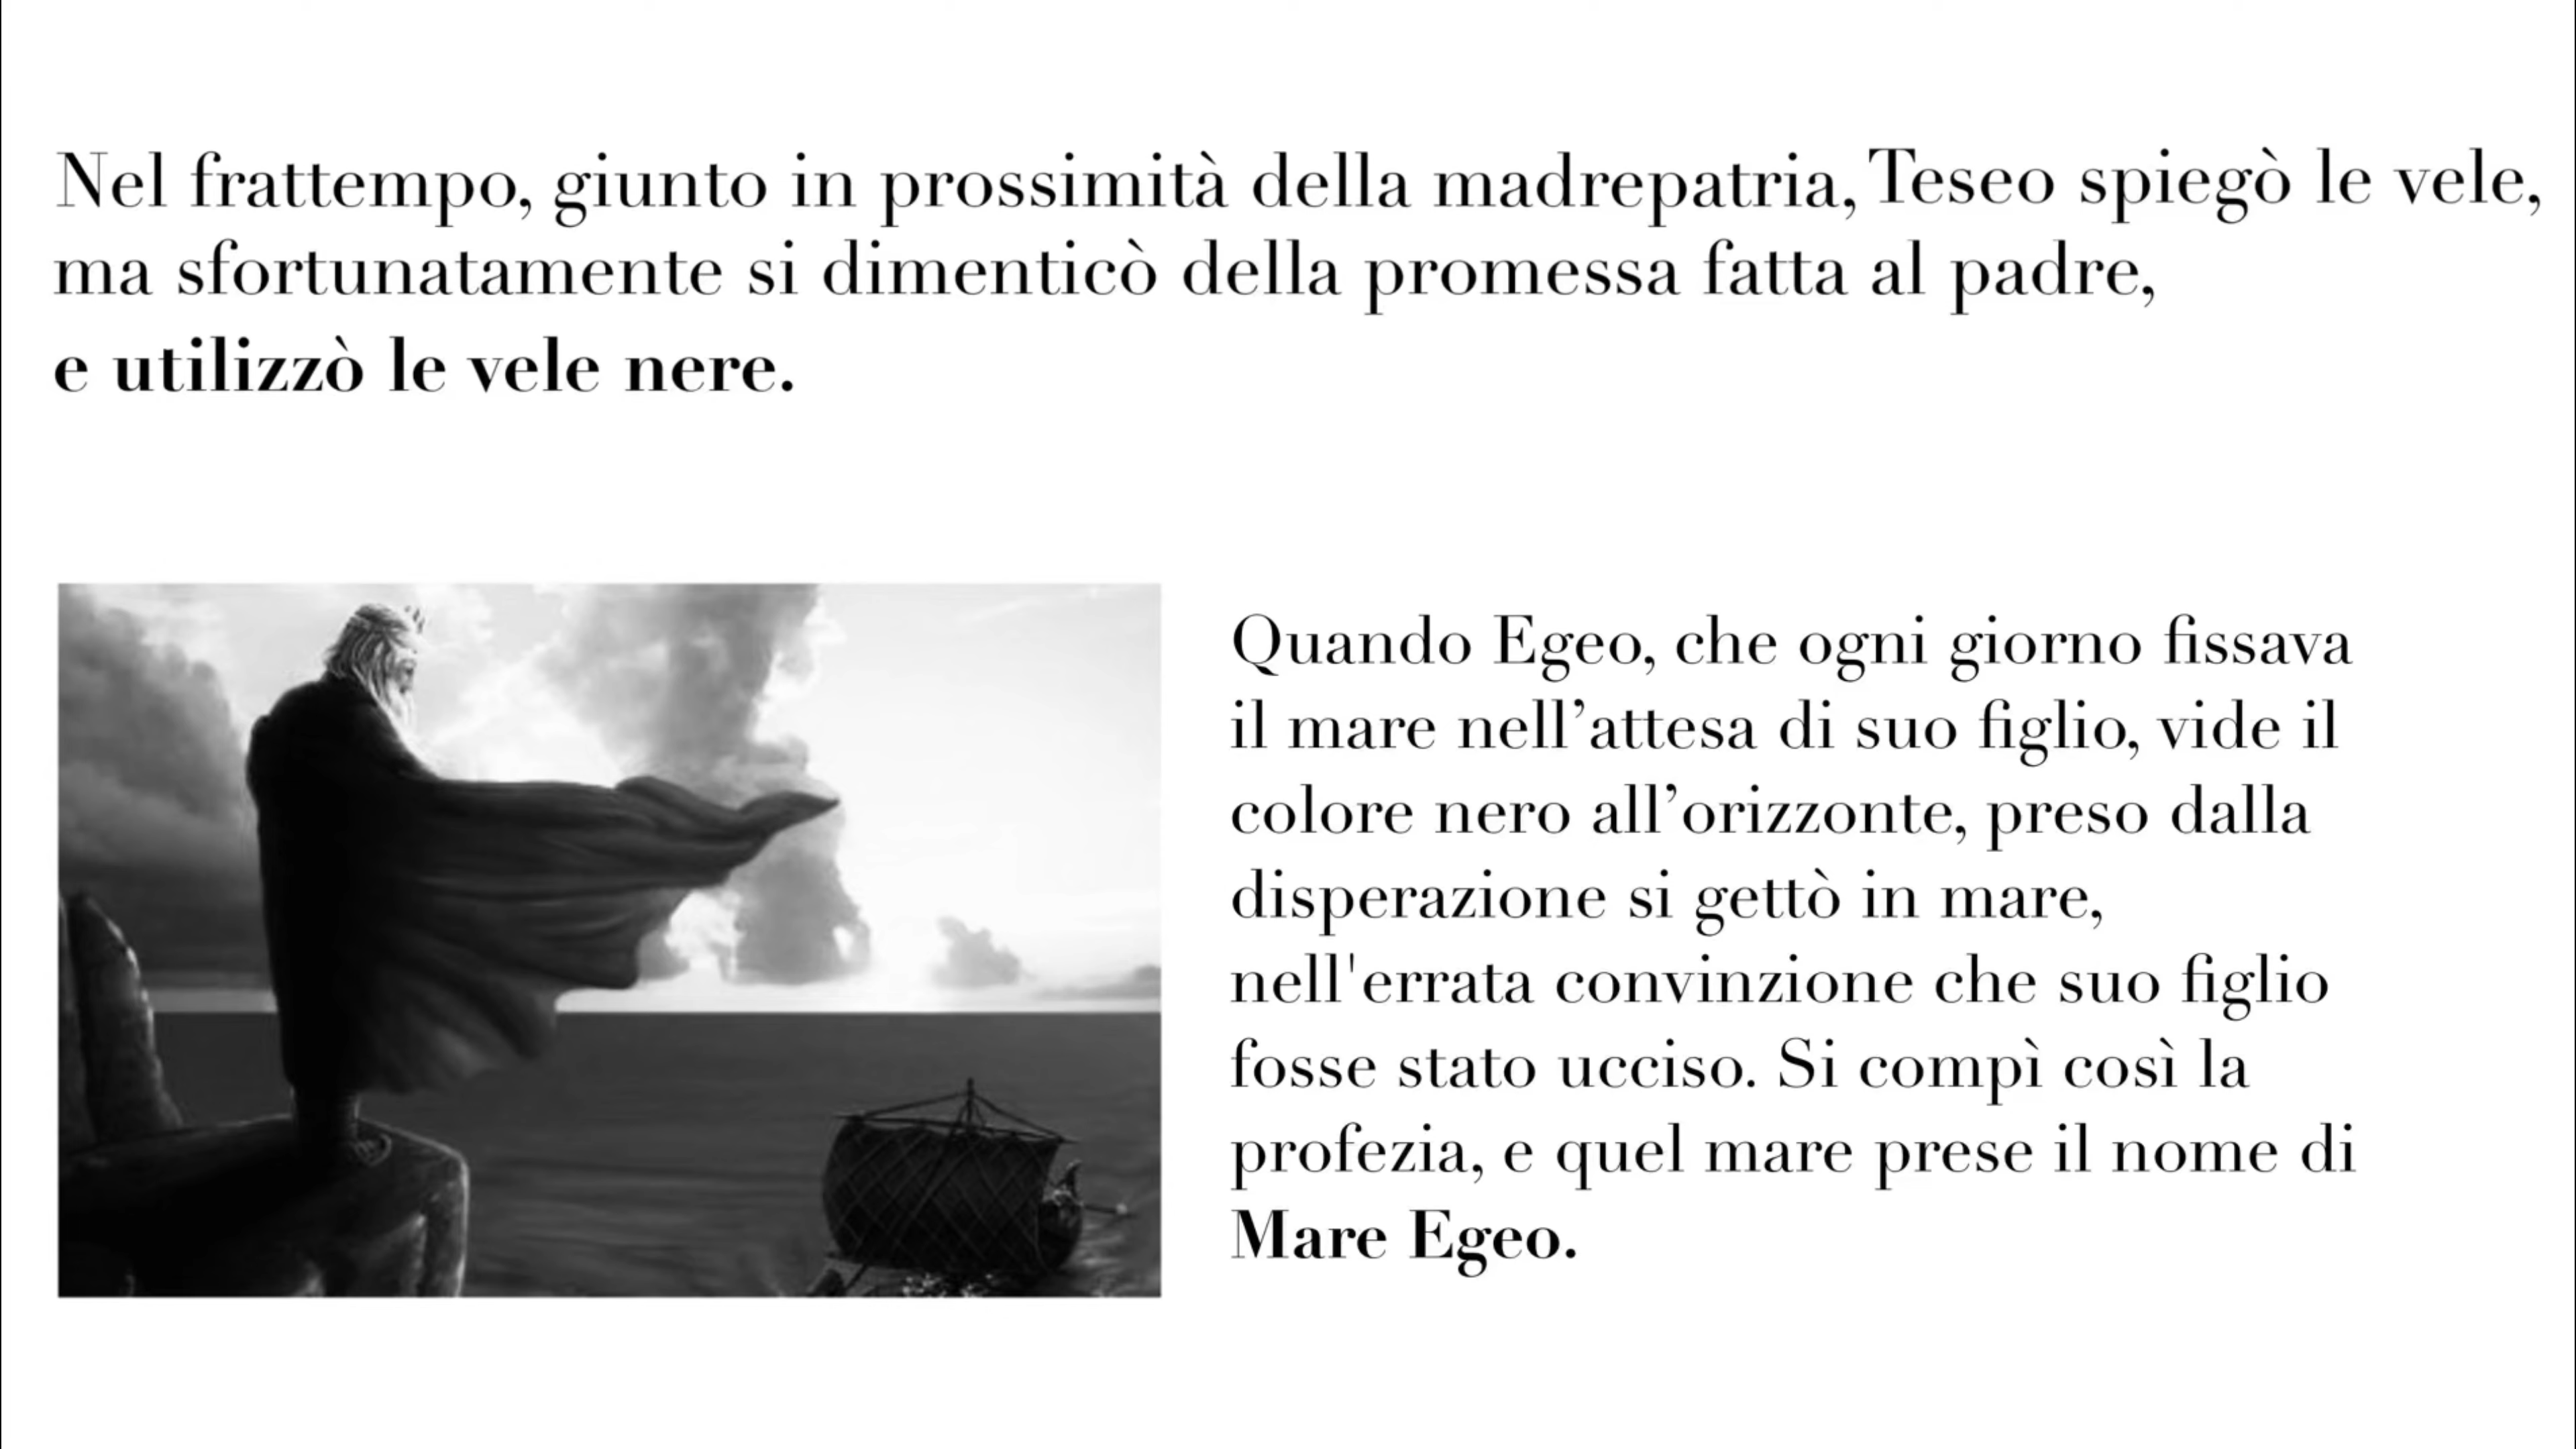 Nel frattempo, giunto in prossimità della madrepatria, Teseo spiegò le vele,
ma sfortunatamente si dimenticò della promessa fatta al padre,
e utilizzò le vele nere.
Quando Egeo, che ogni giorno fissava
il mare nell’attesa di suo figlio, vide il
colore nero all’orizzonte, preso dalla
disperazione si gettò in mare,
nell'errata convinzione che suo figlio
fosse stato ucciso. Si compì così la
profezia, e quel mare prese il nome di
Mare Egeo.